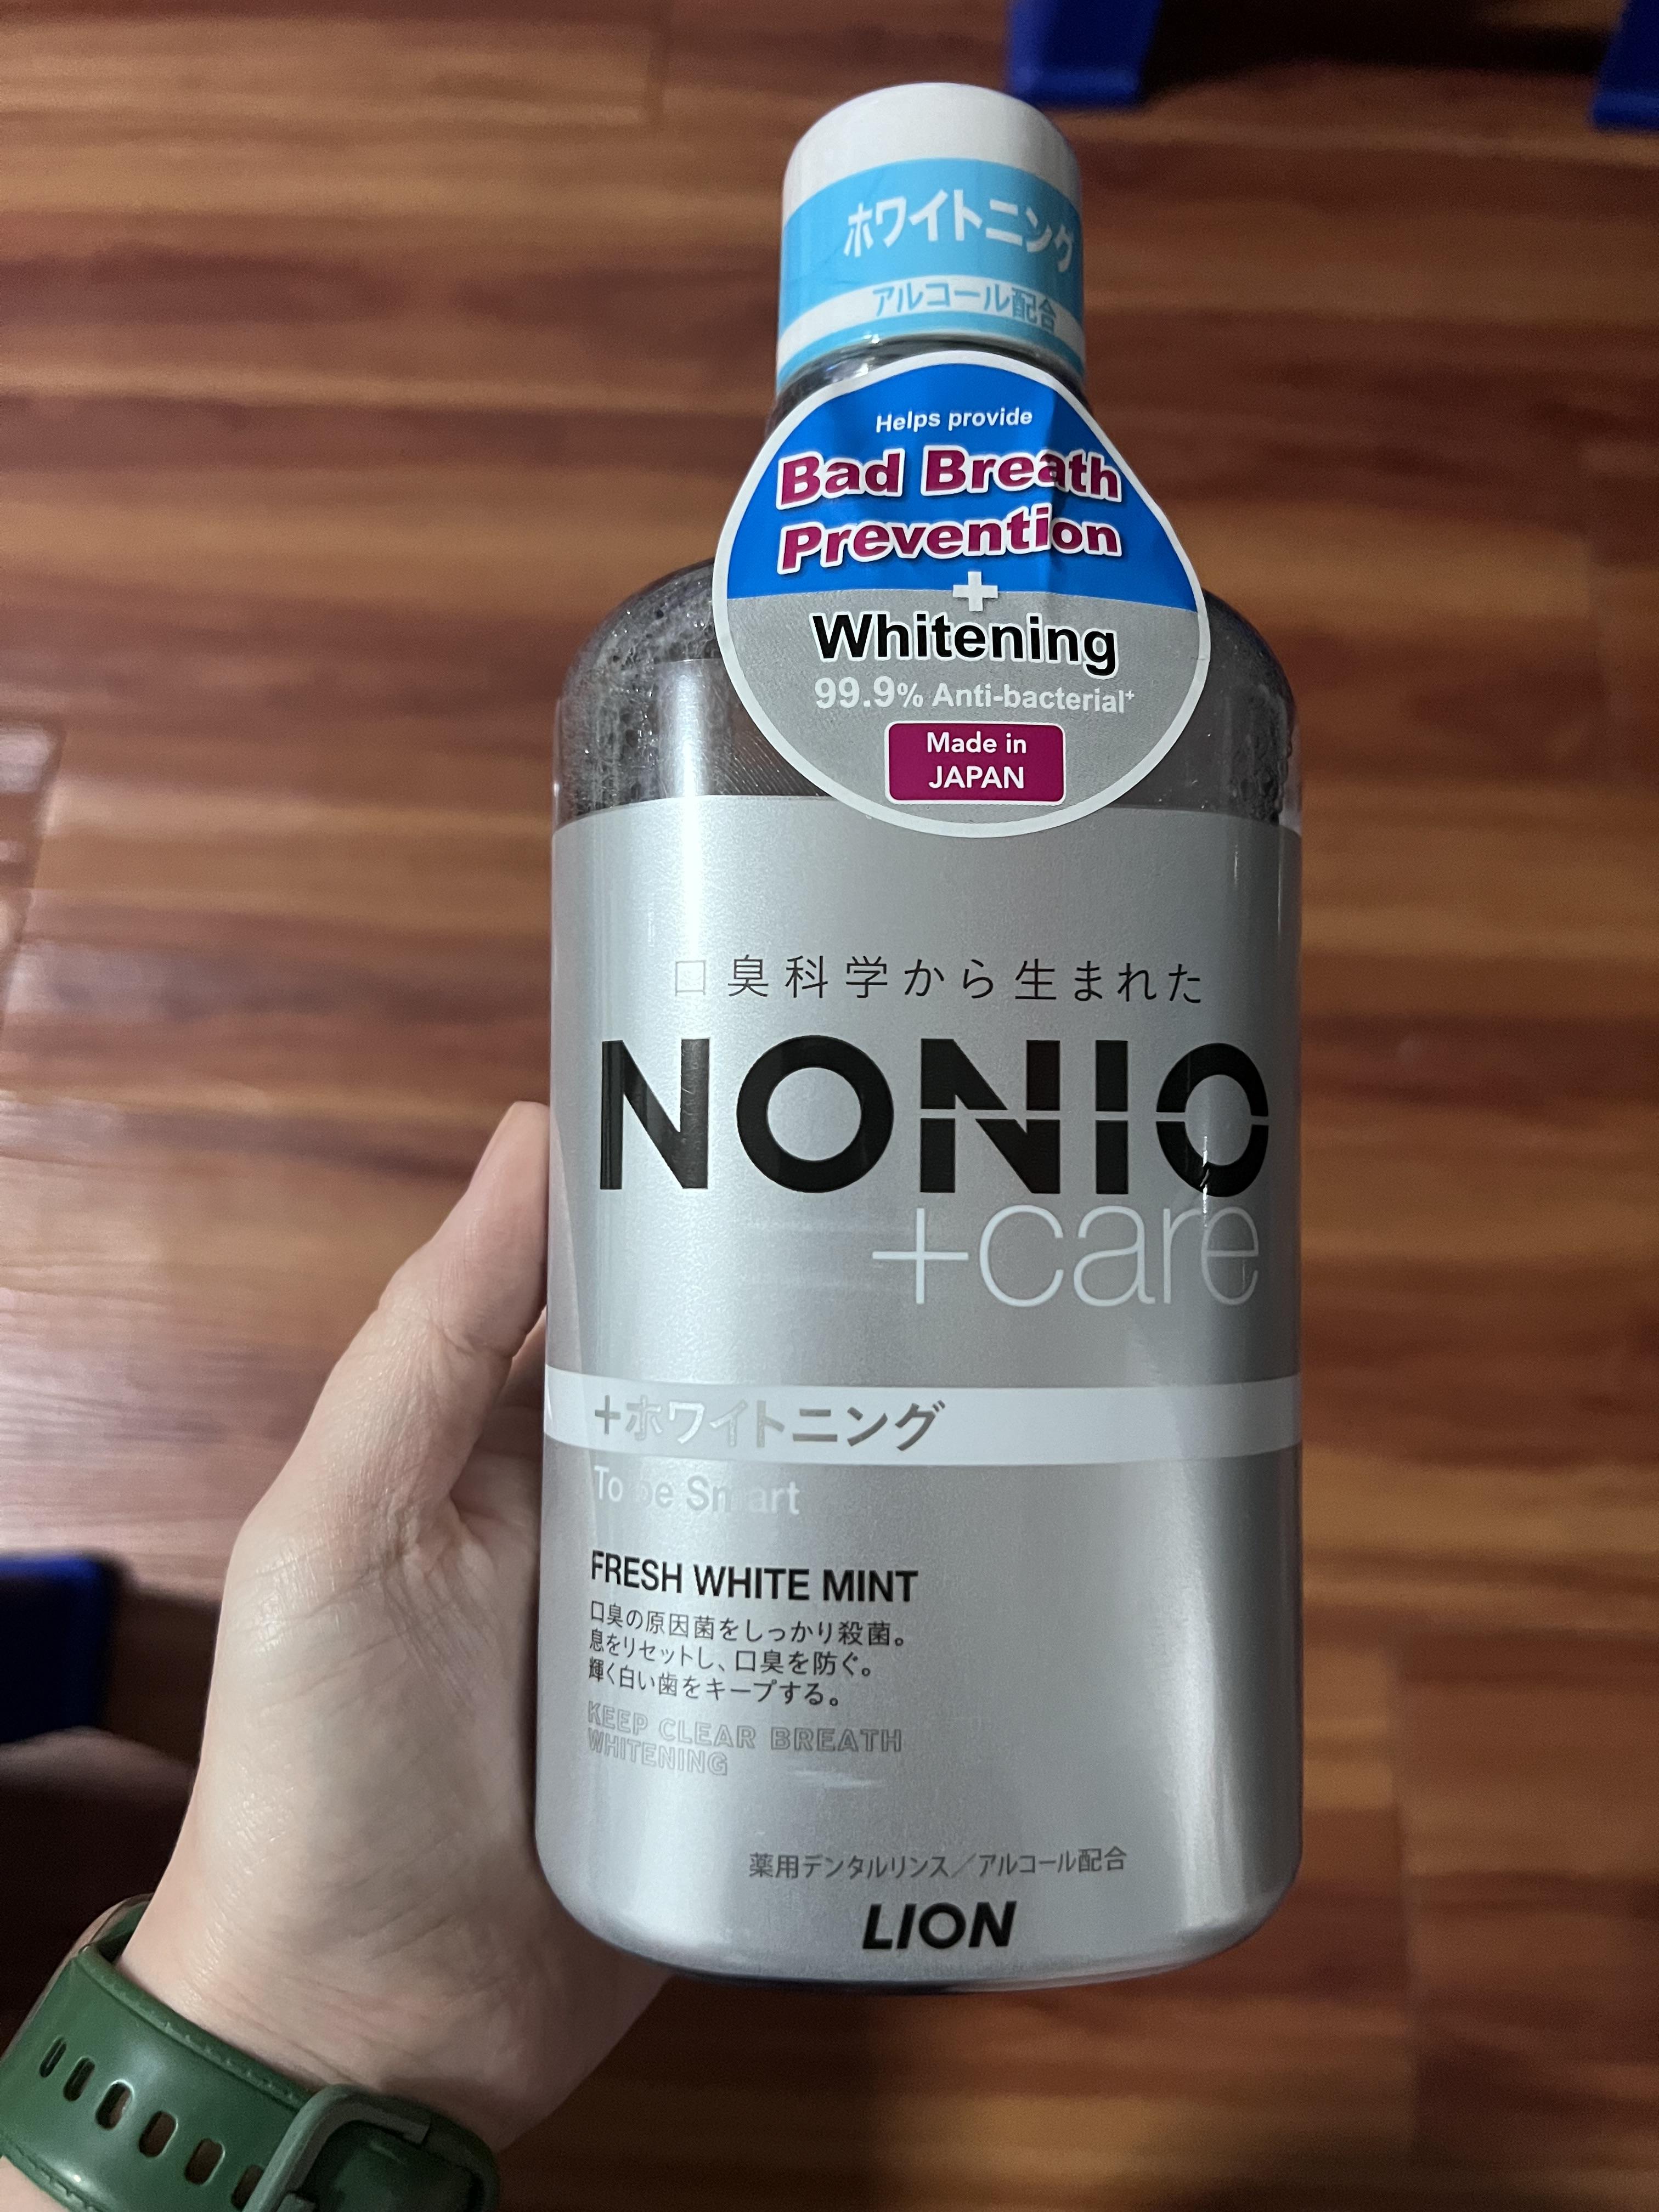 ホワイトニング
アルコール配合
Helps provide
Bad Breath
Prevention
+
Whitening
99.9% Anti-bacterial+
Made in
JAPAN
口臭科学から生まれた
NONIO
+care
+ホワイトニング
To be Smart
FRESH WHITE MINT
口臭の原因菌をしっかり殺菌。
息をリセットし、口臭を防ぐ。
輝く白い歯をキープする。
KEEP CLEAR BREATH
WHITENING
薬用デンタルリンス／アルコール配合
LION